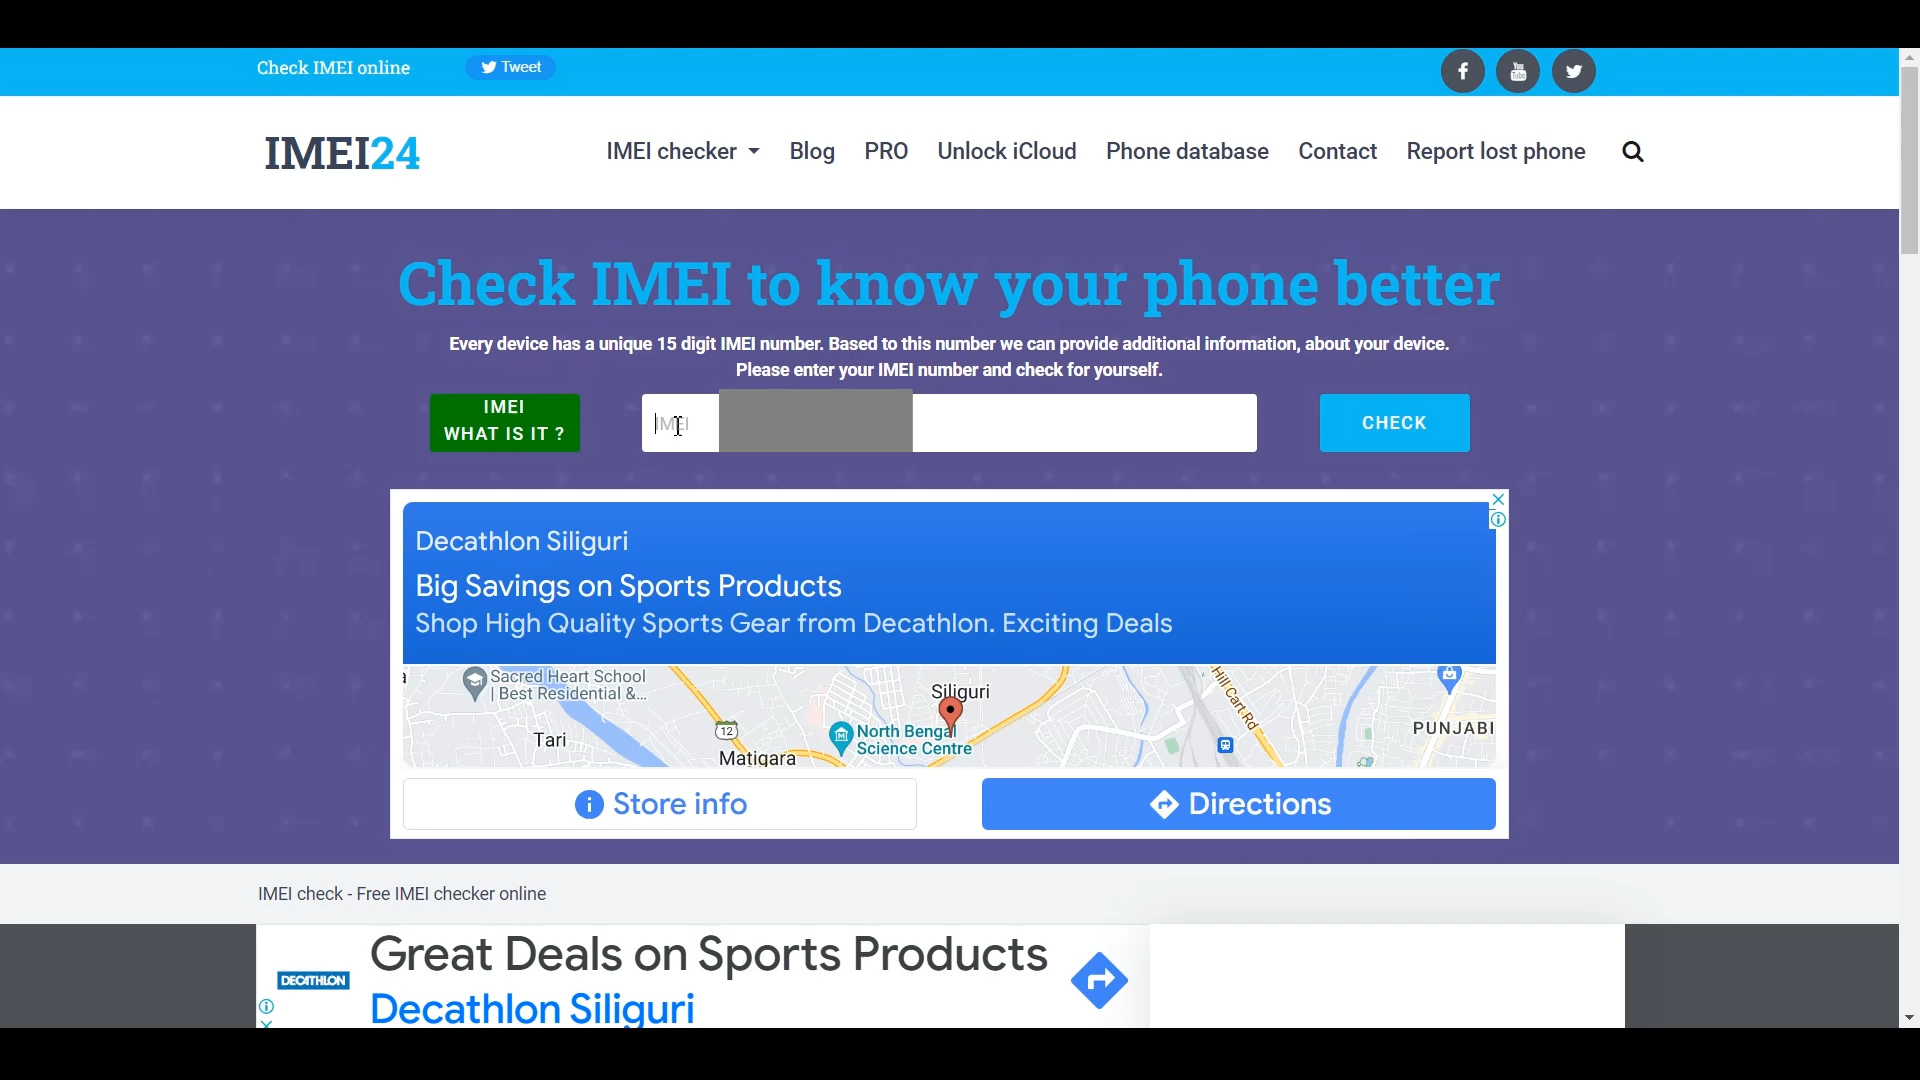 Check IMEI online
Tweet
You
Tube
IMEI24
IMEI checker
Blog
PRO
Unlock iCloud
Phone database
Contact
Report lost phone
Check IMEI to know your phone better
Every device has a unique 15 digit IMEI number. Based to this number we can provide additional information, about your device.
Please enter your IMEI number and check for yourself.
IMEI
WHAT IS IT ?
IMEI
CHECK
Decathlon Siliguri
Big Savings on Sports Products
Shop High Quality Sports Gear from Decathlon. Exciting Deals
Sacred Heart School
| Best Residential &...
Siliguri
Hill Cart Rd
12
North Bengal
Science Centre
PUNJABI
Tari
Matigara
Store info
Directions
IMEI check - Free IMEI checker online
Great Deals on Sports Products
DECATHLON
Decathlon Siliguri